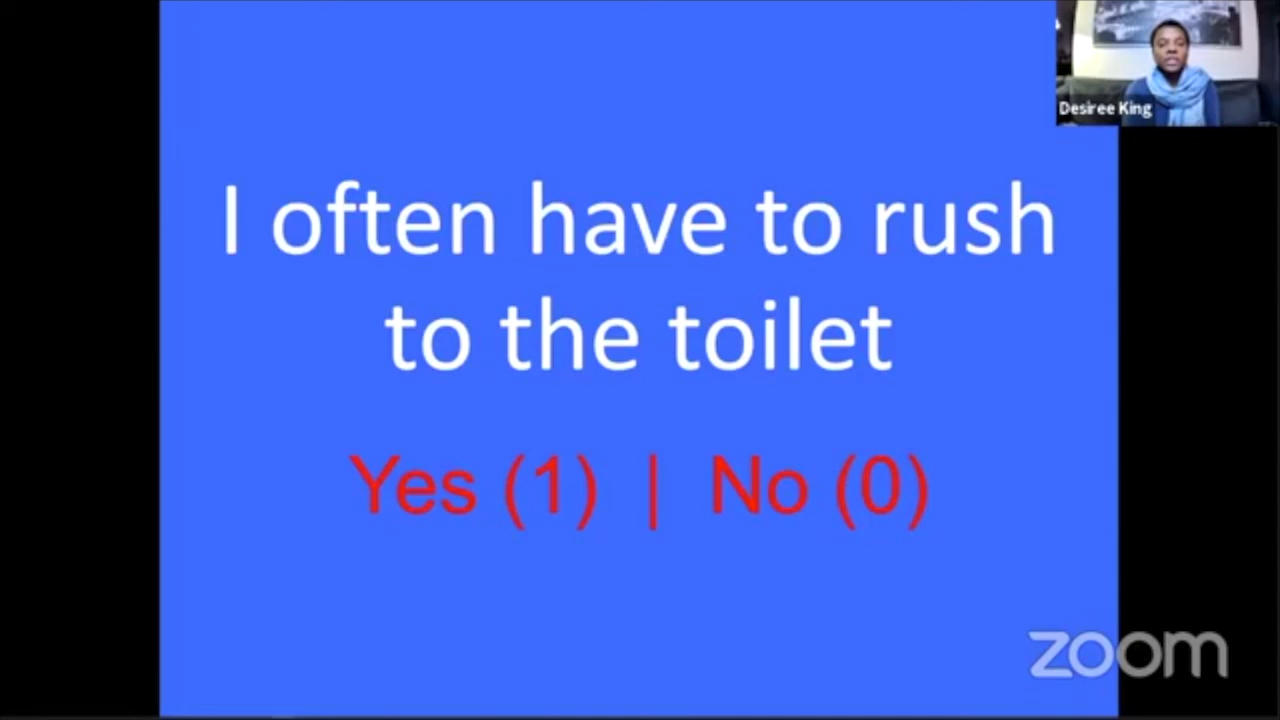 Desiree King
I often have to rush
to the toilet
Yes (1) | No (0)
zoom